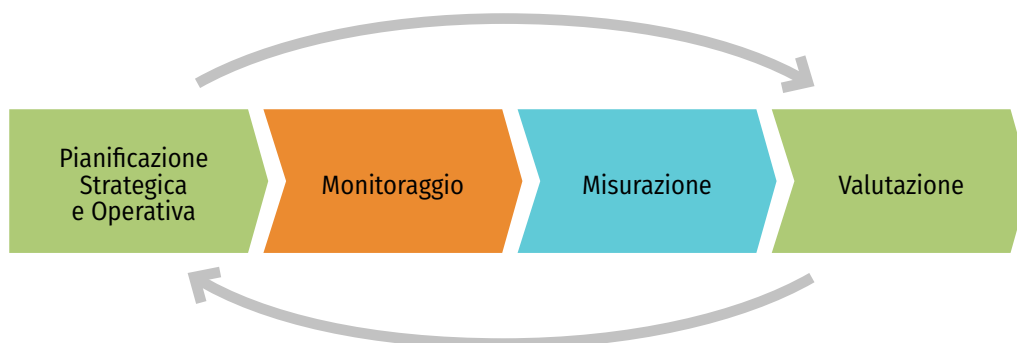 Pianificazione
Strategica
e Operativa
Monitoraggio
Misurazione
Valutazione